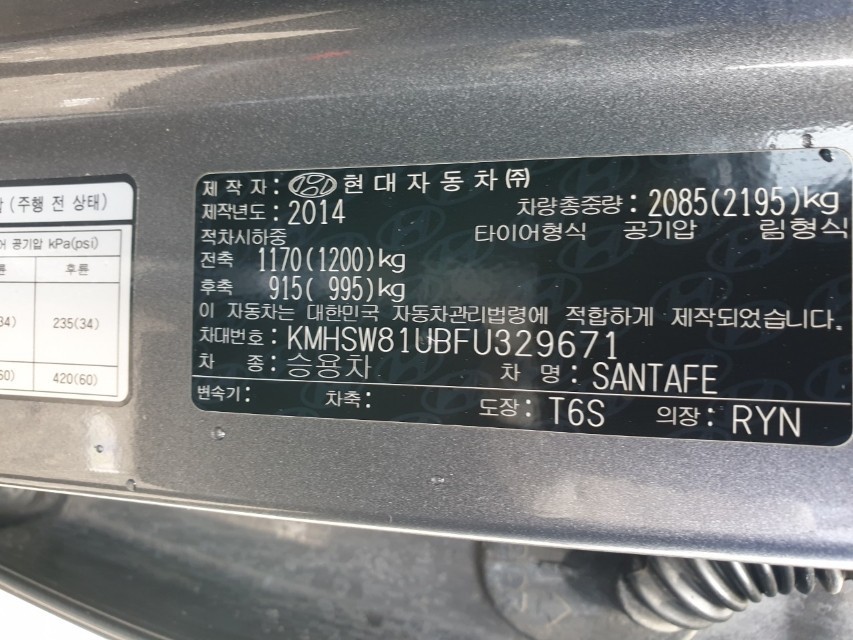 (주행 전 상태)
공기압 kPa(psi)
후륜
34) 235(34)
60) 420(60)
제작자: 현대자동차㈜
제작년도: 2014 차량총중량: 2085(2195)kg
적차시하중 타이어형식 공기압 림형식
전축 1170(1200)kg
후축 915( 995)kg
이 자동차는 대한민국 자동차관리법령에 적합하게 제작되었습니다.
차대번호: KMHSW81UBFU329671
차 종: 승용차 차 명: SANTAFE
변속기: 차축: 도장: T6S 의장: RYN